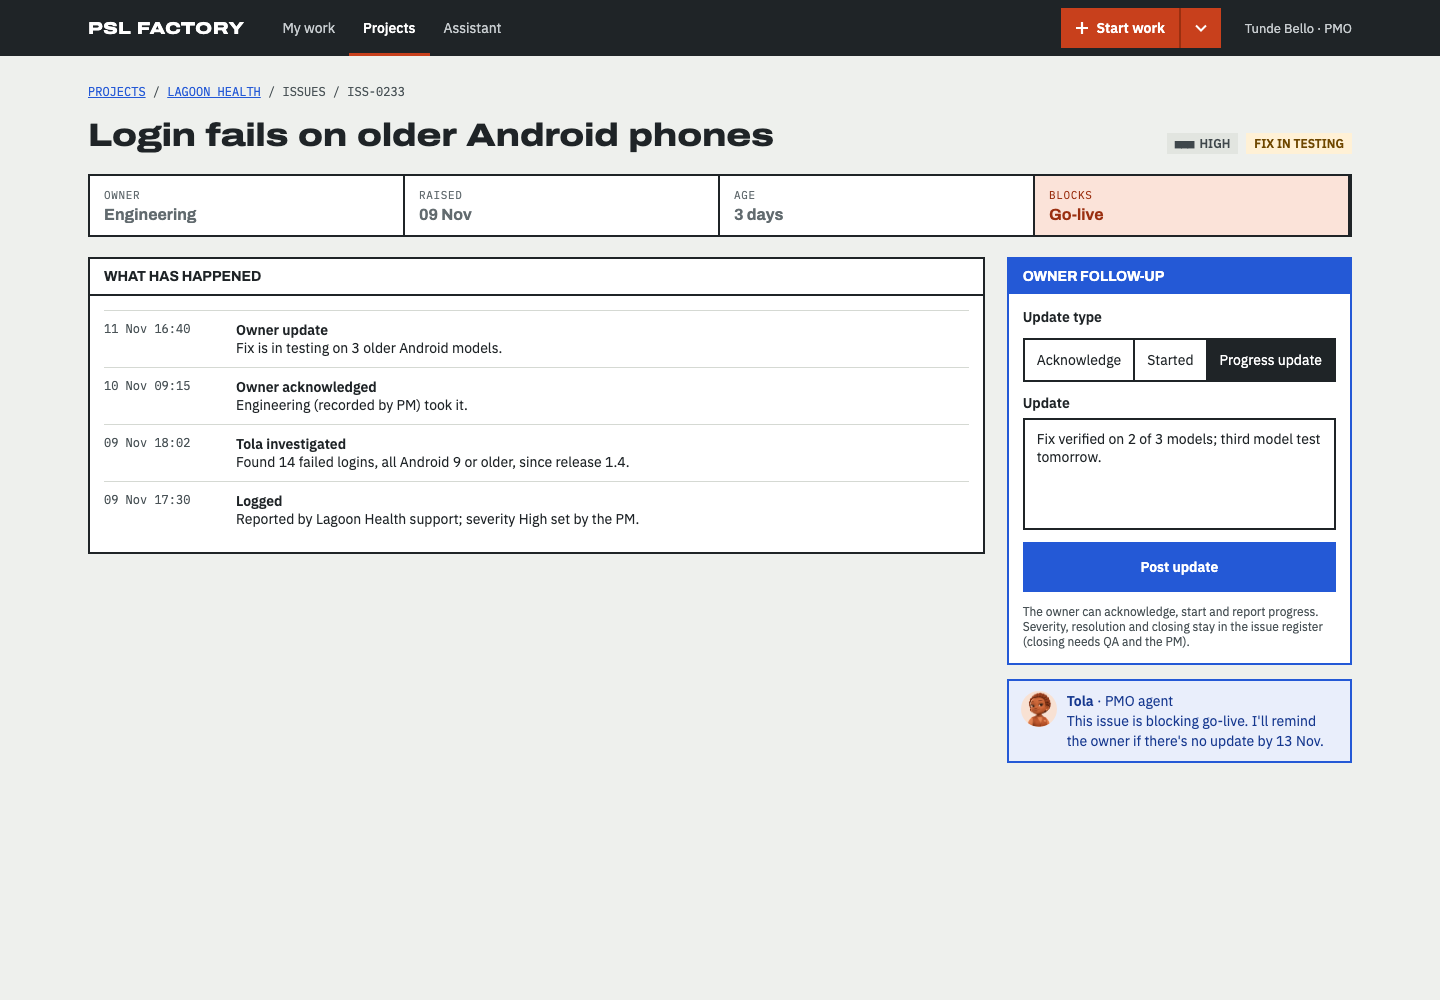 PSL FACTORY
My work
Projects
Assistant
Start work
Tunde Bello · PMO
PROJECTS / LAGOON HEALTH / ISSUES / ISS-0233
Login fails on older Android phones
HIGH
FIX IN TESTING
OWNER
Engineering
RAISED
09 Nov
AGE
3 days
BLOCKS
Go-live
WHAT HAS HAPPENED
11 Nov 16:40
Owner update
Fix is in testing on 3 older Android models.
10 Nov 09:15
Owner acknowledged
Engineering (recorded by PM) took it.
09 Nov 18:02
Tola investigated
Found 14 failed logins, all Android 9 or older, since release 1.4.
09 Nov 17:30
Logged
Reported by Lagoon Health support; severity High set by the PM.
OWNER FOLLOW-UP
Update type
Acknowledge
Started
Progress update
Update
Fix verified on 2 of 3 models; third model test
tomorrow.
Post update
The owner can acknowledge, start and report progress.
Severity, resolution and closing stay in the issue register
(closing needs QA and the PM).
Tola · PMO agent
This issue is blocking go-live. I'll remind
the owner if there's no update by 13 Nov.